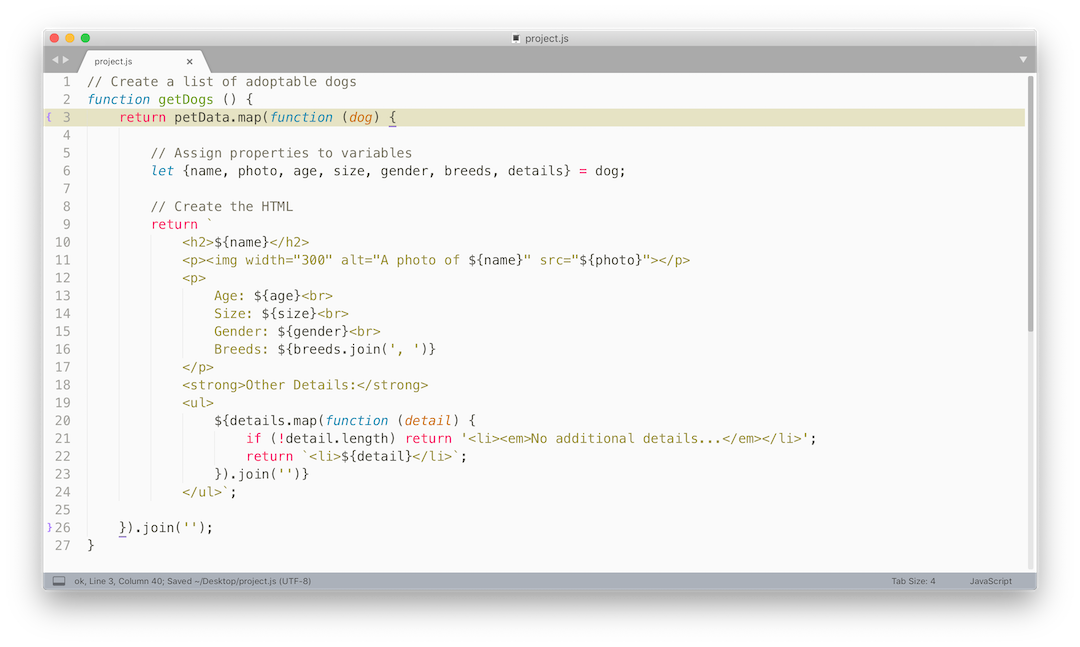 project.js
project.js ×
1 // Create a list of adoptable dogs
2 function getDogs () {
{ 3     return petData.map(function (dog) {
4
5         // Assign properties to variables
6         let {name, photo, age, size, gender, breeds, details} = dog;
7
8         // Create the HTML
9         return `
10             <h2>${name}</h2>
11             <p><img width="300" alt="A photo of ${name}" src="${photo}"></p>
12             <p>
13                 Age: ${age}<br>
14                 Size: ${size}<br>
15                 Gender: ${gender}<br>
16                 Breeds: ${breeds.join(', ')}
17             </p>
18             <strong>Other Details:</strong>
19             <ul>
20                 ${details.map(function (detail) {
21                     if (!detail.length) return '<li><em>No additional details...</em></li>';
22                     return `<li>${detail}</li>`;
23                 }).join('')}
24             </ul>`;
25
} 26     }).join('');
27 }
ok, Line 3, Column 40; Saved ~/Desktop/project.js (UTF-8) Tab Size: 4 JavaScript